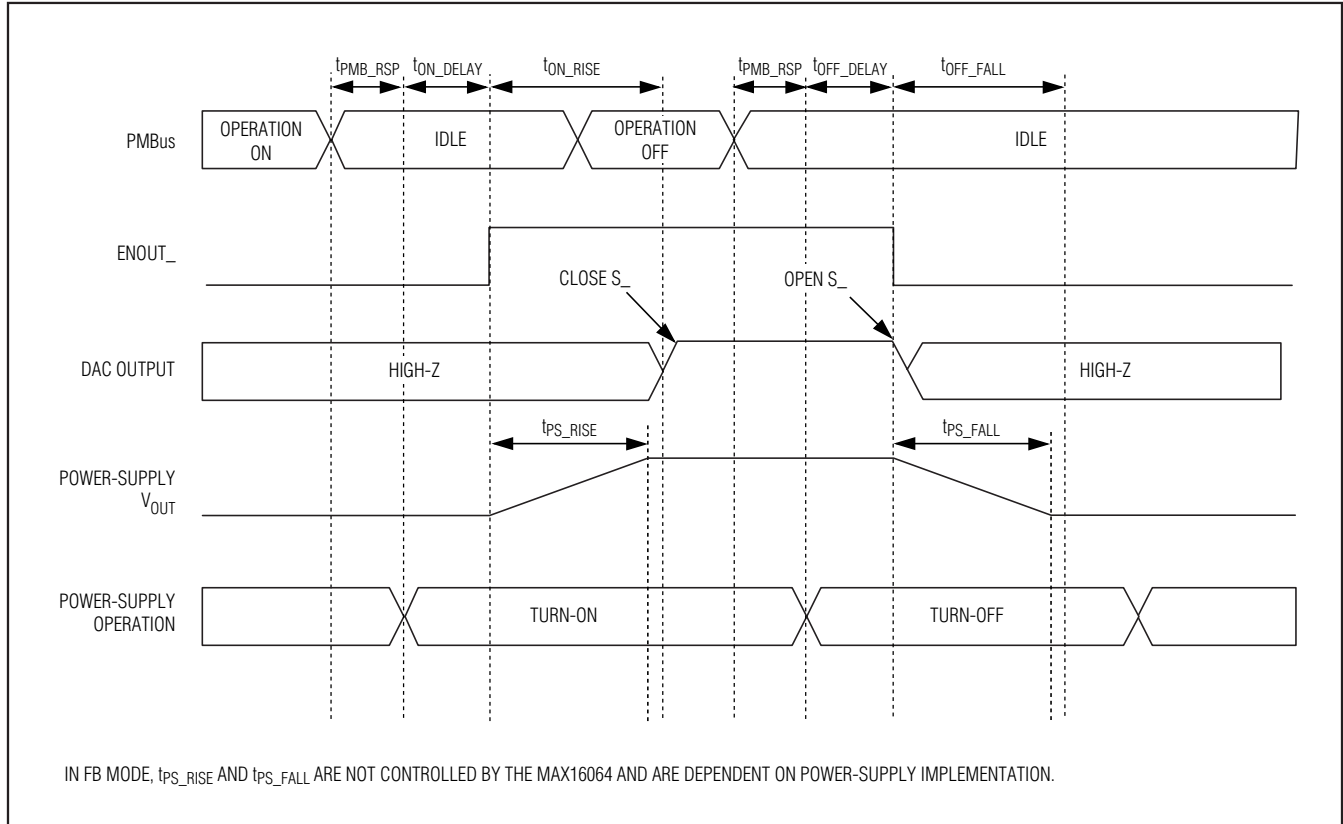 tPMB_RSP tON_DELAY tON_RISE tPMB_RSP tOFF_DELAY tOFF_FALL
PMBus
OPERATION
ON
IDLE
OPERATION
OFF
IDLE
ENOUT_
CLOSE S_
OPEN S_
DAC OUTPUT
HIGH-Z
HIGH-Z
tPS_RISE
tPS_FALL
POWER-SUPPLY
VOUT
POWER-SUPPLY
OPERATION
TURN-ON
TURN-OFF
IN FB MODE, tPS_RISE AND tPS_FALL ARE NOT CONTROLLED BY THE MAX16064 AND ARE DEPENDENT ON POWER-SUPPLY IMPLEMENTATION.